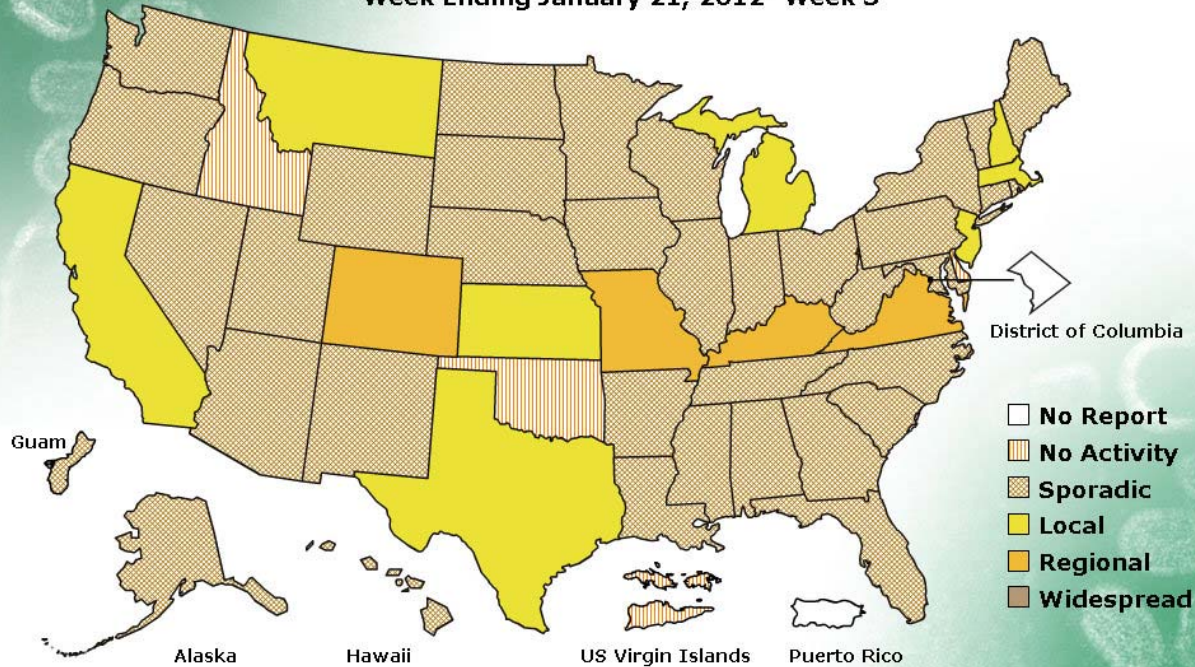 Week Ending January 21, 2012- Week 3
District of Columbia
Guam
No Report
No Activity
Sporadic
Local
Regional
Widespread
Alaska
Hawaii
US Virgin Islands
Puerto Rico